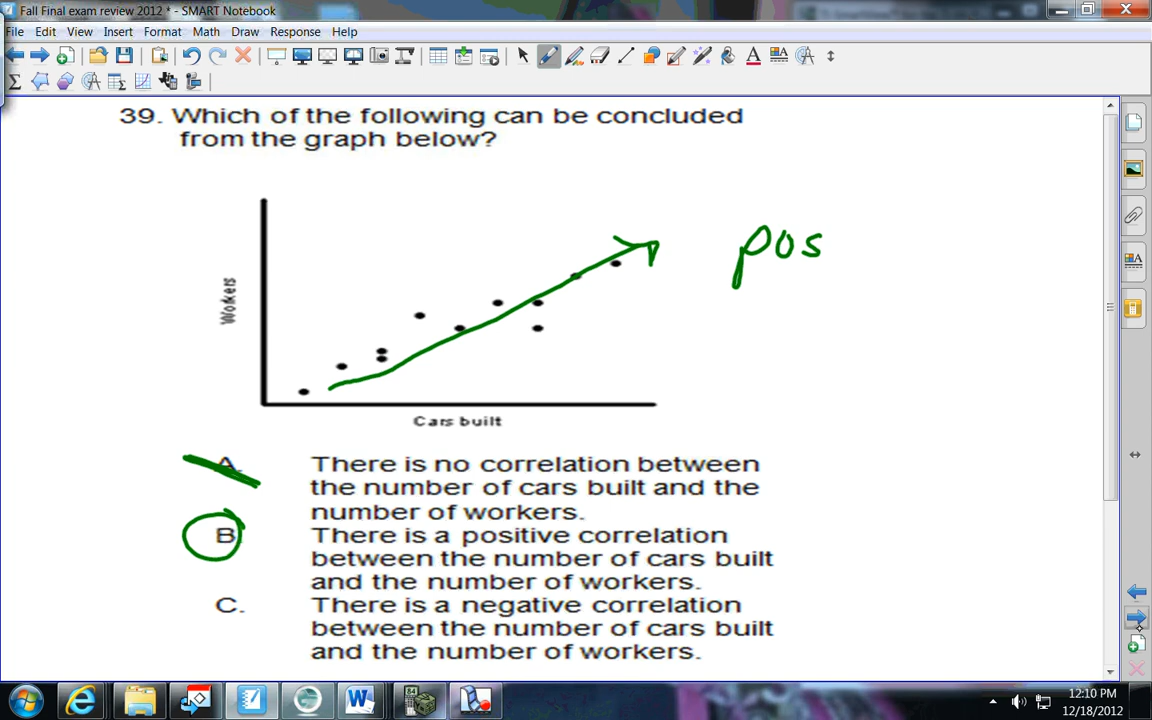 Fall Final exam review 2012 * - SMART Notebook
File Edit View Insert Format Math Draw Response Help
39. Which of the following can be concluded
from the graph below?
Workers
pos
Cars built
A. There is no correlation between
the number of cars built and the
number of workers.
B. There is a positive correlation
between the number of cars built
and the number of workers.
C. There is a negative correlation
between the number of cars built
and the number of workers.
12:10 PM
12/18/2012